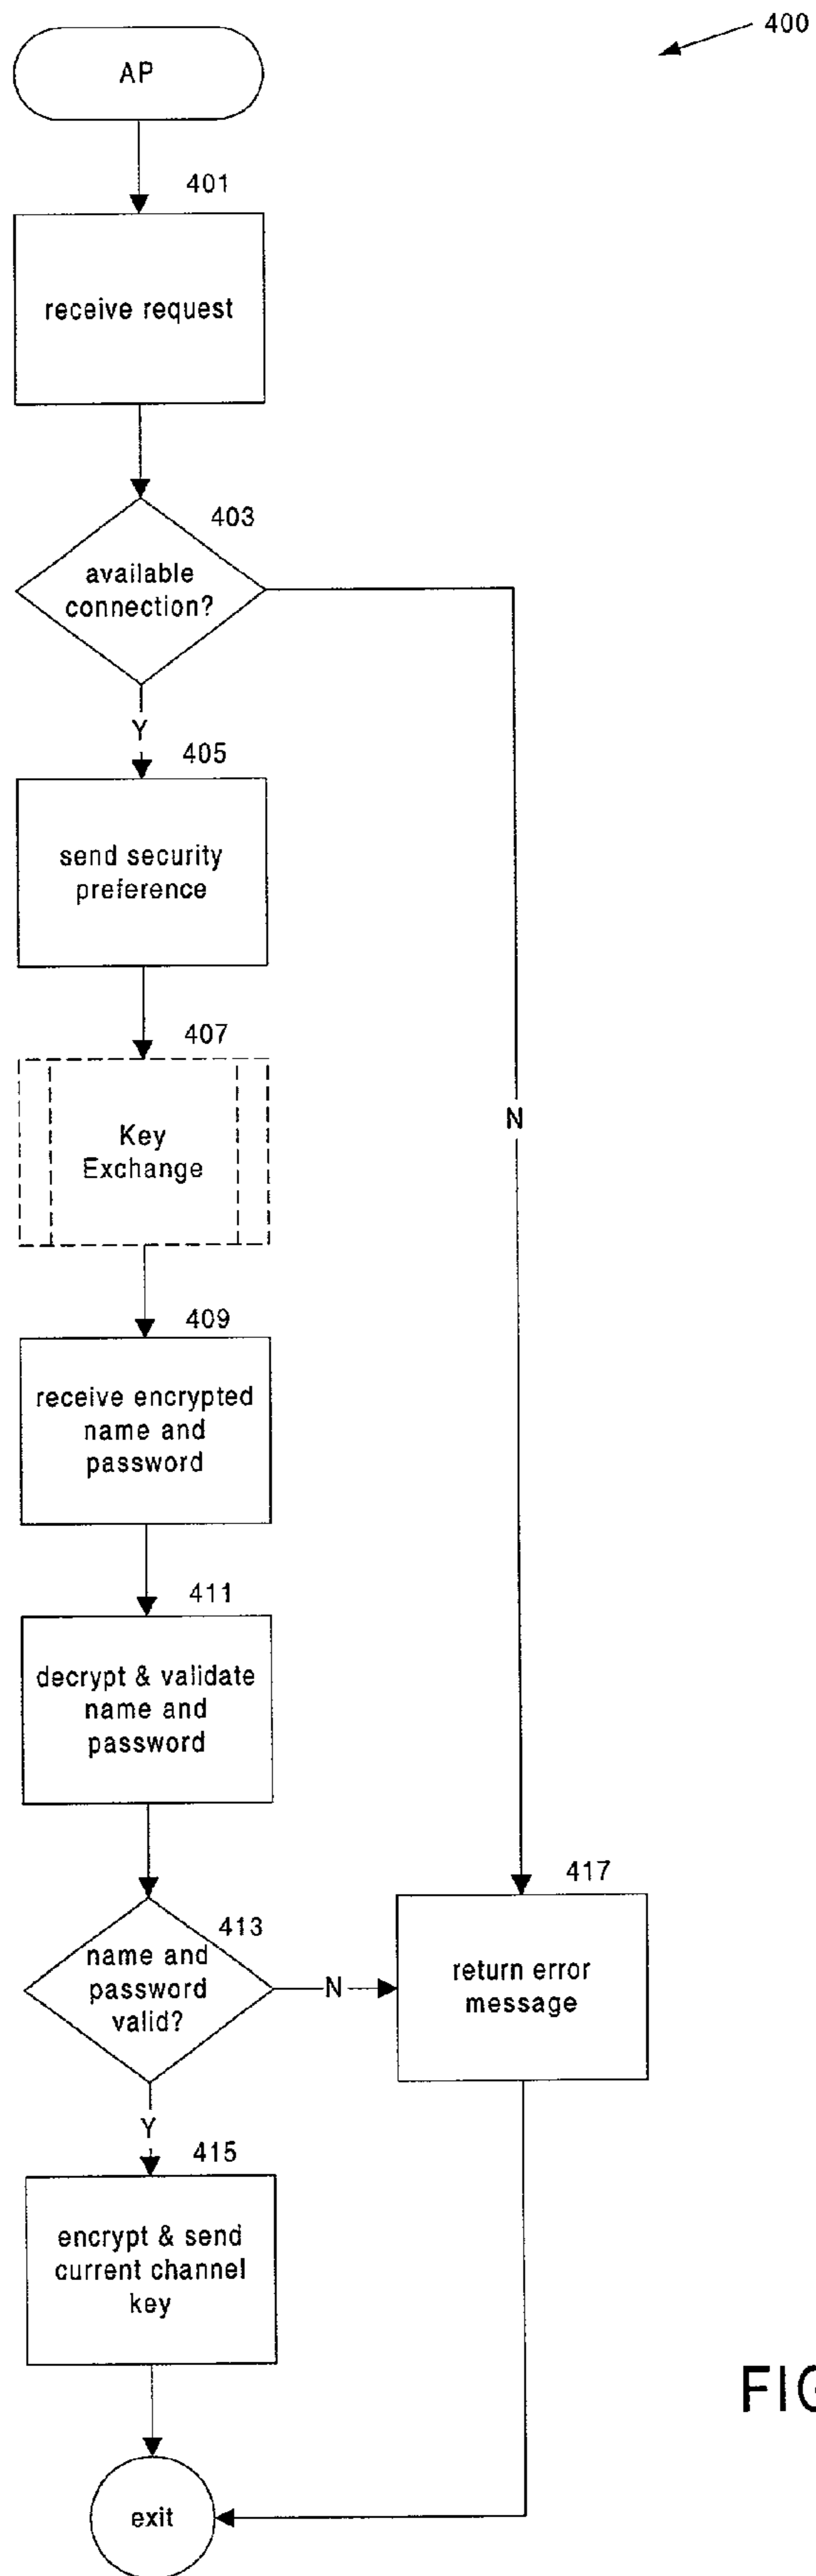 400
AP
401
receive request
403
available
connection?
Y
405
send security
preference
407
Key
Exchange
N
409
receive encrypted
name and
password
411
decrypt & validate
name and
password
413
name and
password
valid?
N
417
return error
message
Y
415
encrypt & send
current channel
key
FIG
exit